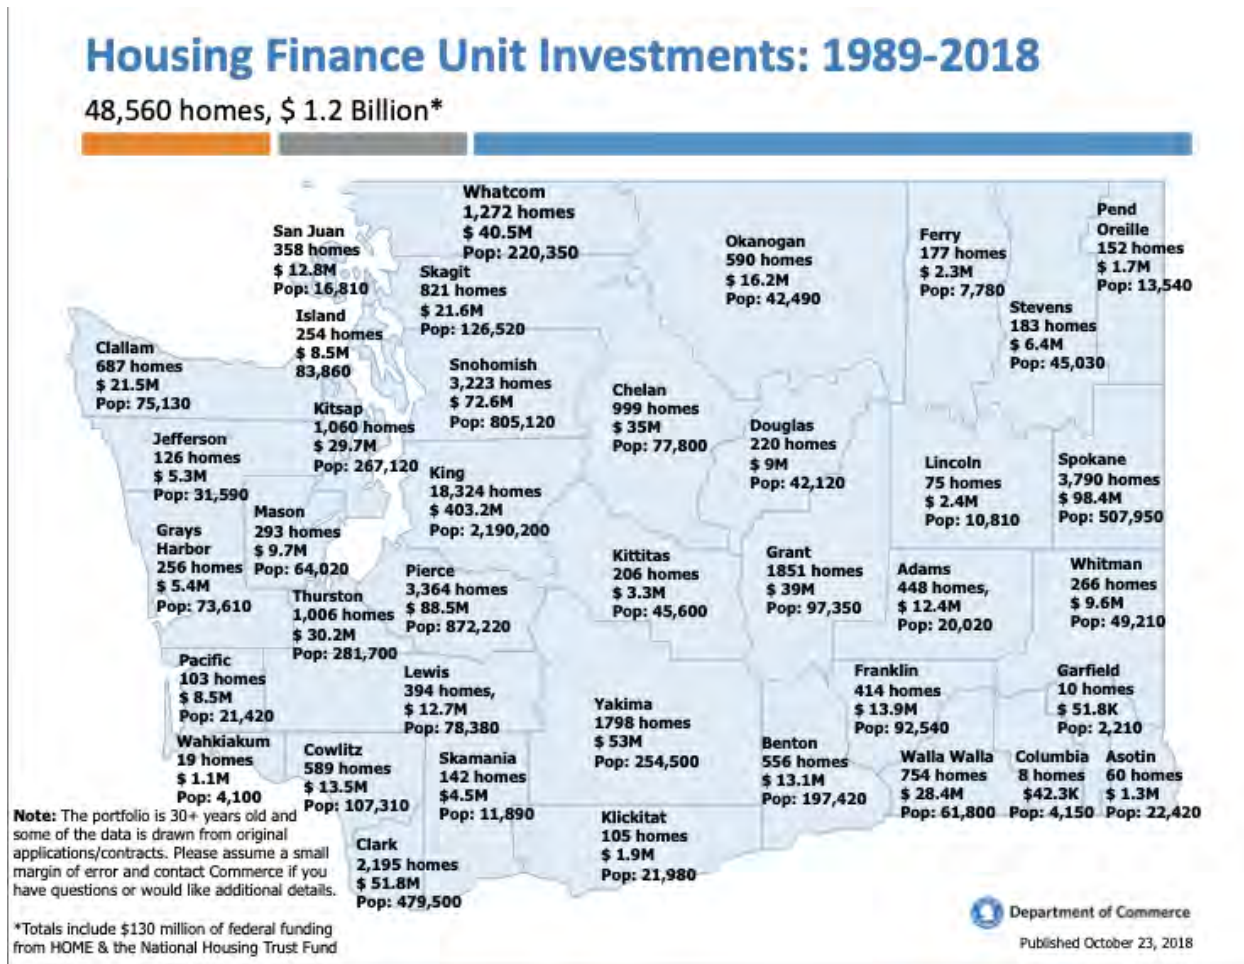 Housing Finance Unit Investments: 1989-2018
48,560 homes, $ 1.2 Billion*
Whatcom
1,272 homes
$ 40.5M
Pop: 220,350
San Juan
358 homes
$ 12.8M
Pop: 16,810
Skagit
821 homes
$ 21.6M
Pop: 126,520
Okanogan
590 homes
$ 16.2M
Pop: 42,490
Ferry
177 homes
$ 2.3M
Pop: 7,780
Pend
Oreille
152 homes
$ 1.7M
Pop: 13,540
Stevens
183 homes
$ 6.4M
Pop: 45,030
Island
254 homes
$ 8.5M
83,860
Clallam
687 homes
$ 21.5M
Pop: 75,130
Snohomish
3,223 homes
$ 72.6M
Pop: 805,120
Kitsap
1,060 homes
$ 29.7M
Pop: 267,120
Chelan
999 homes
$ 35M
Pop: 77,800
Douglas
220 homes
$ 9M
Pop: 42,120
Jefferson
126 homes
$ 5.3M
Pop: 31,590
King
18,324 homes
$ 403.2M
Pop: 2,190,200
Lincoln
75 homes
$ 2.4M
Pop: 10,810
Spokane
3,790 homes
$ 98.4M
Pop: 507,950
Mason
293 homes
$ 9.7M
Pop: 64,020
Grays
Harbor
256 homes
$ 5.4M
Pop: 73,610
Thurston
1,006 homes
$ 30.2M
Pop: 281,700
Pierce
3,364 homes
$ 88.5M
Pop: 872,220
Kittitas
206 homes
$ 3.3M
Pop: 45,600
Grant
1851 homes
$ 39M
Pop: 97,350
Adams
448 homes,
$ 12.4M
Pop: 20,020
Whitman
266 homes
$ 9.6M
Pop: 49,210
Pacific
103 homes
$ 8.5M
Pop: 21,420
Lewis
394 homes,
$ 12.7M
Pop: 78,380
Yakima
1798 homes
$ 53M
Pop: 254,500
Franklin
414 homes
$ 13.9M
Pop: 92,540
Garfield
10 homes
$ 51.8K
Pop: 2,210
Wahkiakum
19 homes
$ 1.1M
Pop: 4,100
Cowlitz
589 homes
$ 13.5M
Pop: 107,310
Skamania
142 homes
$4.5M
Pop: 11,890
Benton
556 homes
$ 13.1M
Pop: 197,420
Walla Walla
754 homes
$ 28.4M
Pop: 61,800
Columbia
8 homes
$42.3K
Pop: 4,150
Asotin
60 homes
$ 1.3M
Pop: 22,420
Klickitat
105 homes
$ 1.9M
Pop: 21,980
Clark
2,195 homes
$ 51.8M
Pop: 479,500
Note: The portfolio is 30+ years old and
some of the data is drawn from original
applications/contracts. Please assume a small
margin of error and contact Commerce if you
have questions or would like additional details.
*Totals include $130 million of federal funding
from HOME & the National Housing Trust Fund
Department of Commerce
Published October 23, 2018